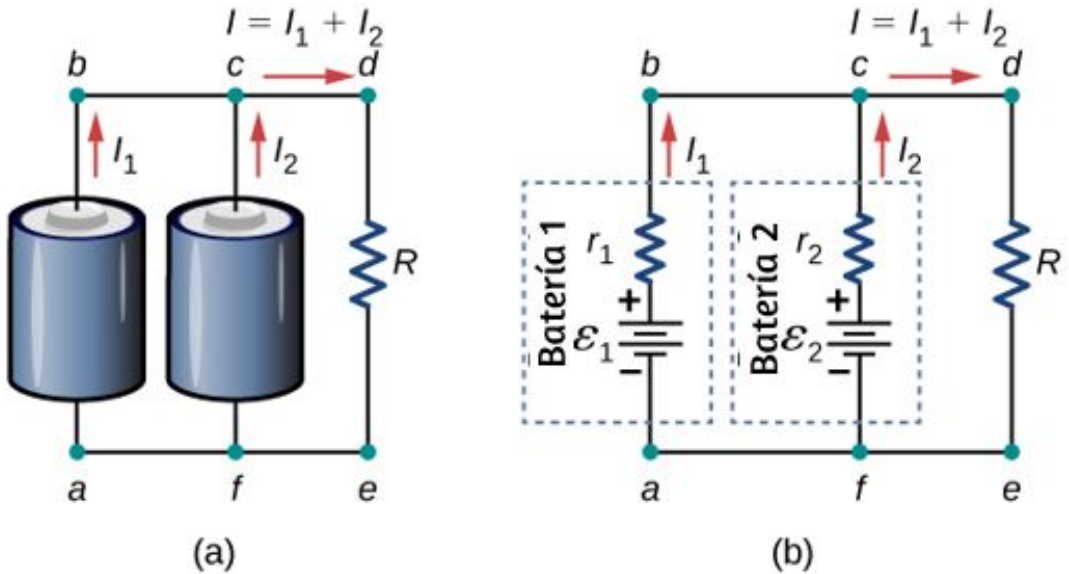 I = I₁ + I₂
b c d
I₁ I₂
R
a f e
(a)
I = I₁ + I₂
b c d
I₁ I₂
Batería 1 r₁ + ε₁ −
Batería 2 r₂ + ε₂ −
R
a f e
(b)